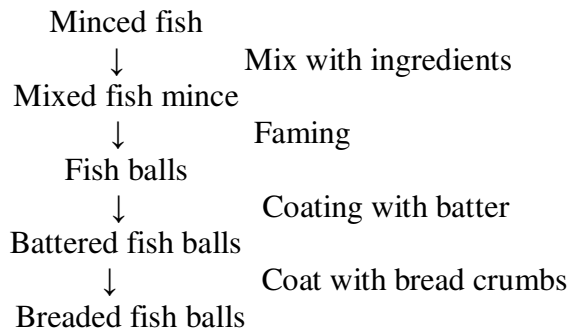 Minced fish
↓ Mix with ingredients
Mixed fish mince
↓ Faming
Fish balls
↓ Coating with batter
Battered fish balls
↓ Coat with bread crumbs
Breaded fish balls